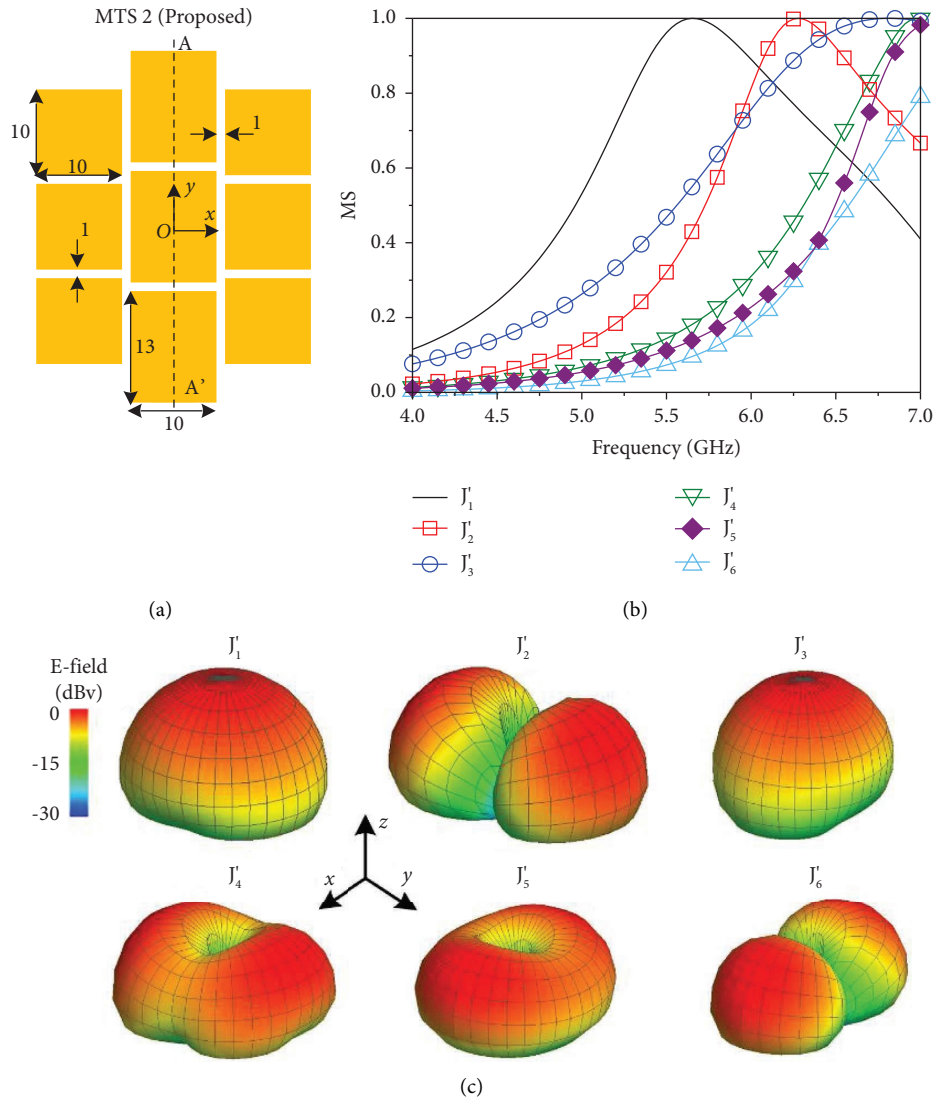 MTS 2 (Proposed)
A
10
10
1
y
x
O
1
13
A'
10
(a)
MS
1.0
0.8
0.6
0.4
0.2
0.0
4.0 4.5 5.0 5.5 6.0 6.5 7.0
Frequency (GHz)
J'1 J'4
J'2 J'5
J'3 J'6
(b)
E-field
(dBv)
0
-15
-30
J'1 J'2 J'3
z
x y
J'4 J'5 J'6
(c)